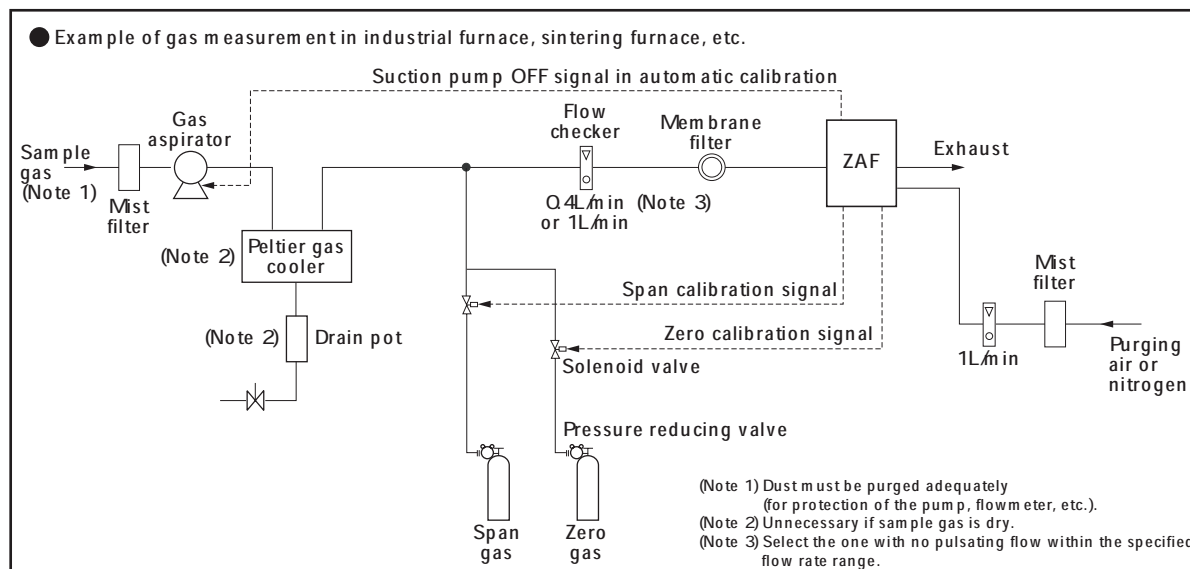 ● Example of gas measurement in industrial furnace, sintering furnace, etc.
Suction pump OFF signal in automatic calibration
Gas
aspirator
Flow
checker
Membrane
filter
ZAF
Exhaust
Sample
gas
(Note 1)
Mist
filter
0.4L/min
or 1L/min
(Note 3)
(Note 2)
Peltier gas
cooler
Span calibration signal
Mist
filter
(Note 2)
Drain pot
Zero calibration signal
Solenoid valve
1L/min
Purging
air or
nitrogen
Pressure reducing valve
Span
gas
Zero
gas
(Note 1) Dust must be purged adequately
(for protection of the pump, flowmeter, etc.).
(Note 2) Unnecessary if sample gas is dry.
(Note 3) Select the one with no pulsating flow within the specified
flow rate range.